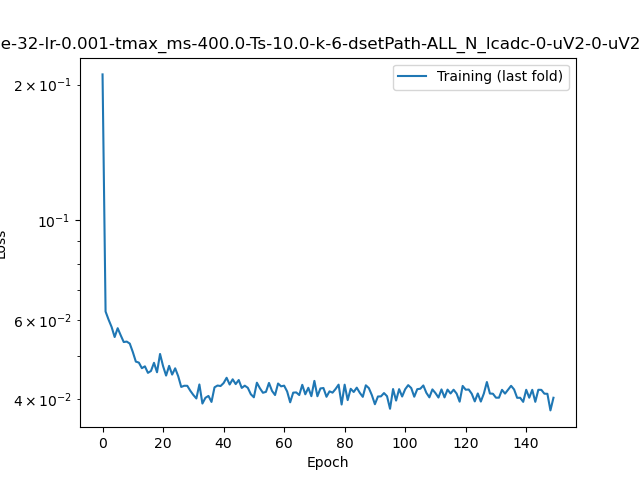 e-32-lr-0.001-tmax_ms-400.0-Ts-10.0-k-6-dsetPath-ALL_N_lcadc-0-uV2-0-uV2
Training (last fold)
2 × 10⁻¹
10⁻¹
6 × 10⁻²
4 × 10⁻²
Loss
0 20 40 60 80 100 120 140
Epoch